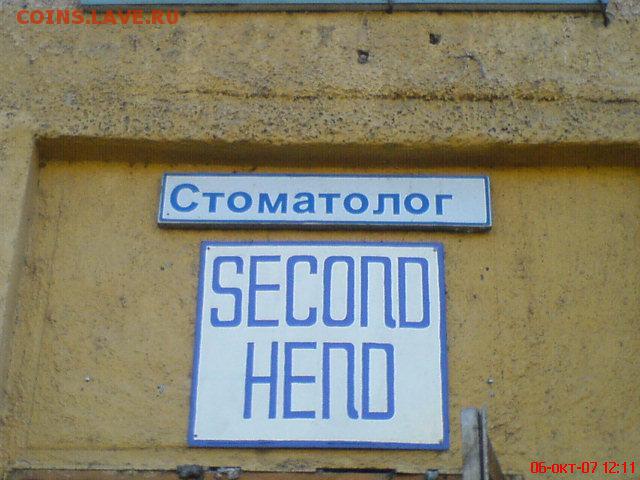 COINS.LAVE.RU
Стоматолог
SECOND
HEND
06-окт-07 12:11